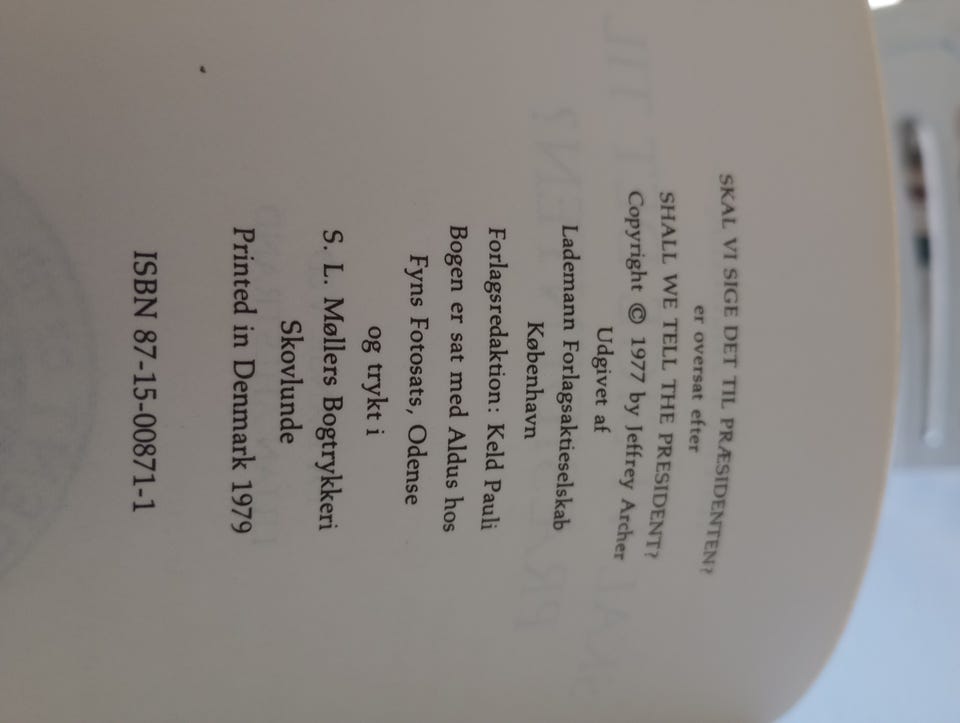 SKAL VI SIGE DET TIL PRÆSIDENTEN?
er oversat efter
SHALL WE TELL THE PRESIDENT?
Copyright © 1977 by Jeffrey Archer
Udgivet af
Lademann Forlagsaktieselskab
København
Forlagsredaktion: Keld Pauli
Bogen er sat med Aldus hos
Fyns Fotosats, Odense
og trykt i
S. L. Møllers Bogtrykkeri
Skovlunde
Printed in Denmark 1979
ISBN 87-15-00871-1